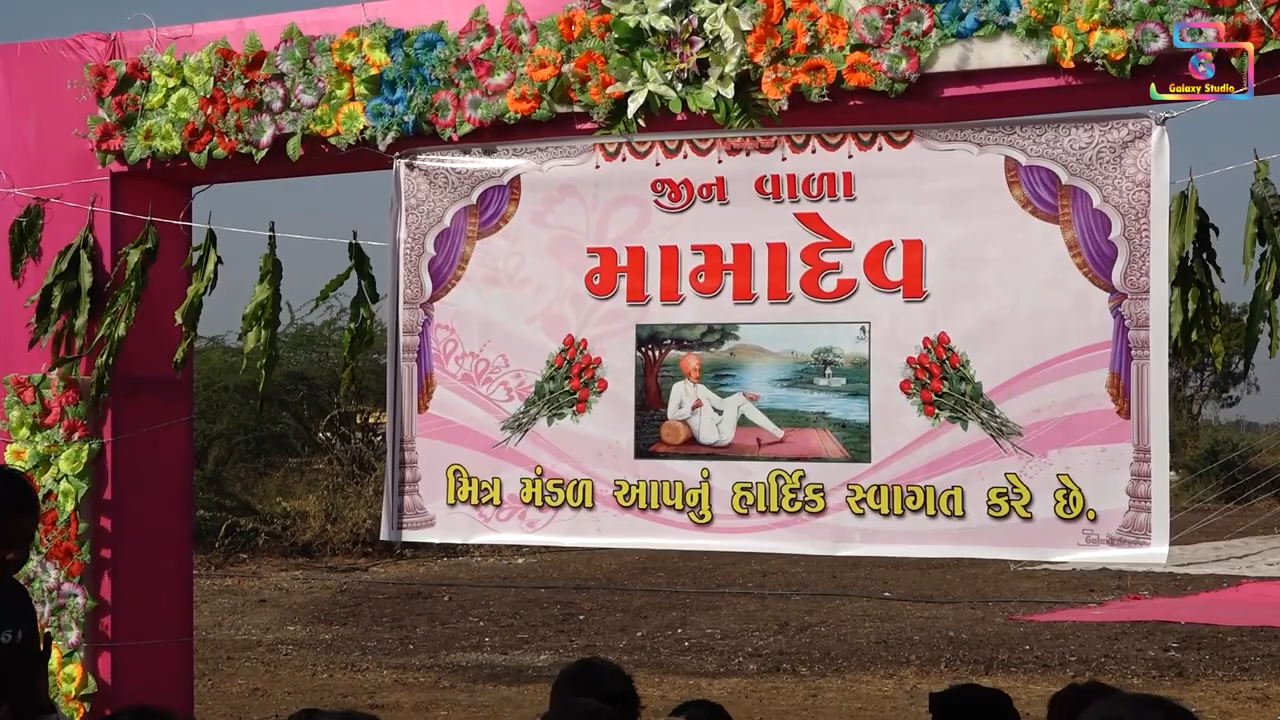 Galaxy Studio
જીન વાળા
મામાદેવ
મિત્ર મંડળ આપનું હાર્દિક સ્વાગત કરે છે.